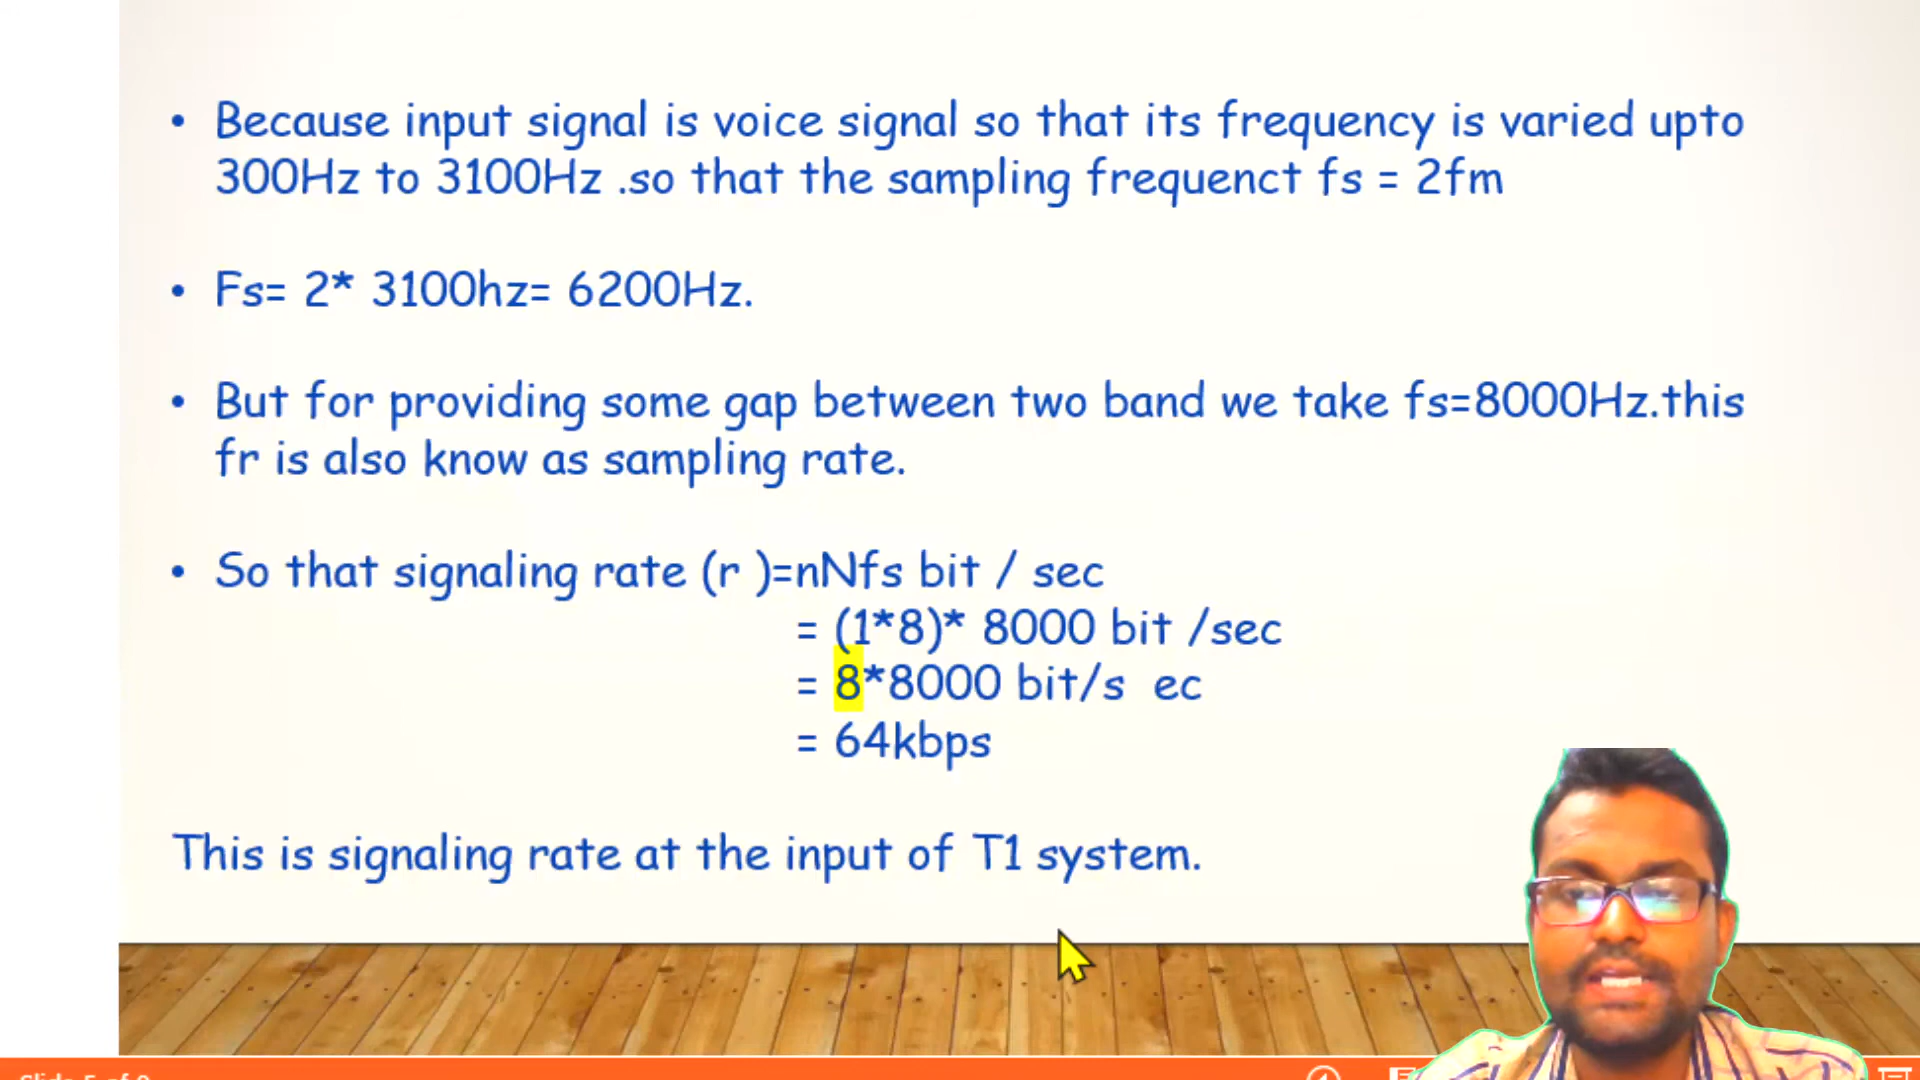 • Because input signal is voice signal so that its frequency is varied upto
300Hz to 3100Hz .so that the sampling frequenct fs = 2fm
• Fs= 2* 3100hz= 6200Hz.
• But for providing some gap between two band we take fs=8000Hz.this
fr is also know as sampling rate.
• So that signaling rate (r )=nNfs bit / sec
= (1*8)* 8000 bit /sec
= 8*8000 bit/s ec
= 64kbps
This is signaling rate at the input of T1 system.